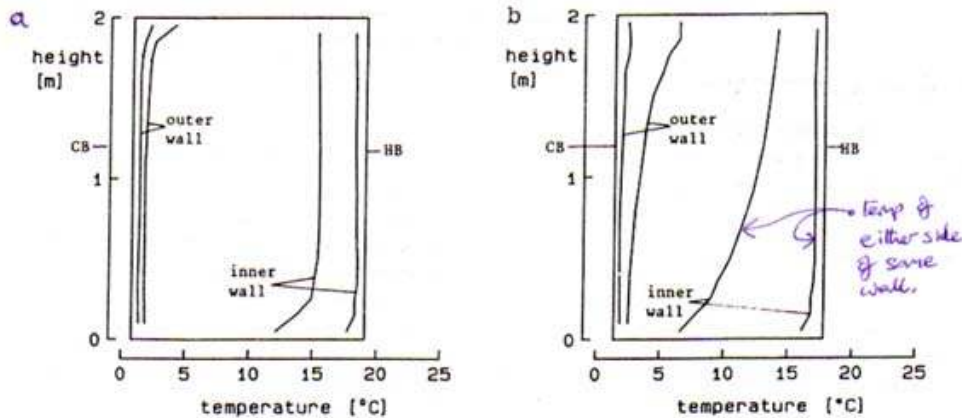 a
2
height
[m]
outer
wall
CB
HB
1
inner
wall
0
0 5 10 15 20 25
temperature [°C]
b
2
height
[m]
outer
wall
CB
HB
1
temp of
either side
of same
wall.
inner
wall
0
0 5 10 15 20 25
temperature [°C]